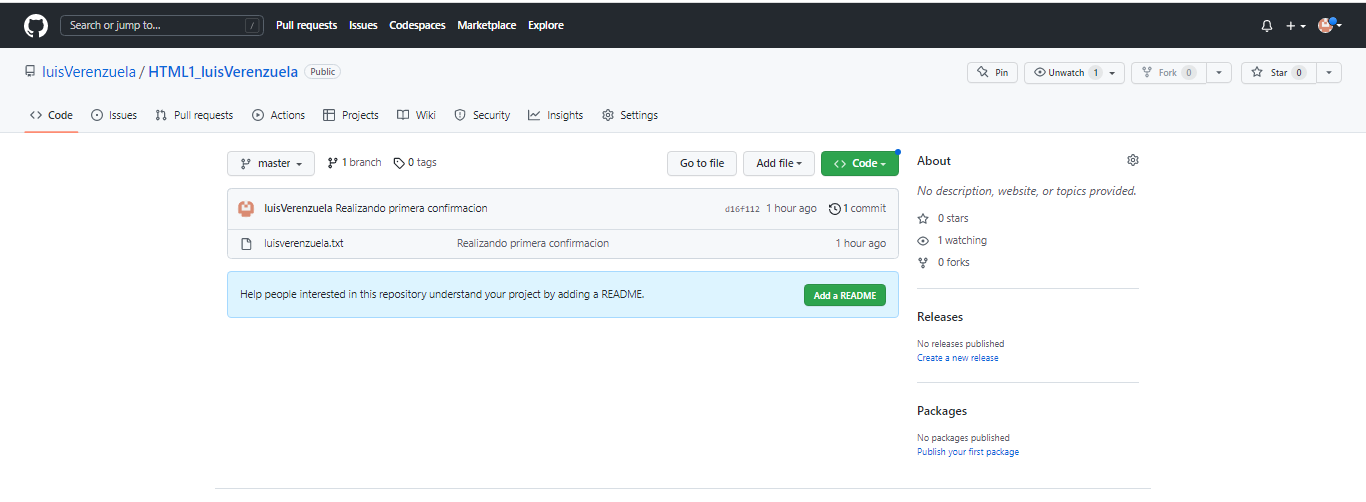 Search or jump to... / Pull requests Issues Codespaces Marketplace Explore
luisVerenzuela / HTML1_luisVerenzuela Public Pin Unwatch 1 Fork 0 Star 0
Code Issues Pull requests Actions Projects Wiki Security Insights Settings
master 1 branch 0 tags Go to file Add file Code
luisVerenzuela Realizando primera confirmacion d16f112 1 hour ago 1 commit
luisverenzuela.txt Realizando primera confirmacion 1 hour ago
Help people interested in this repository understand your project by adding a README. Add a README
About
No description, website, or topics provided.
0 stars
1 watching
0 forks
Releases
No releases published
Create a new release
Packages
No packages published
Publish your first package